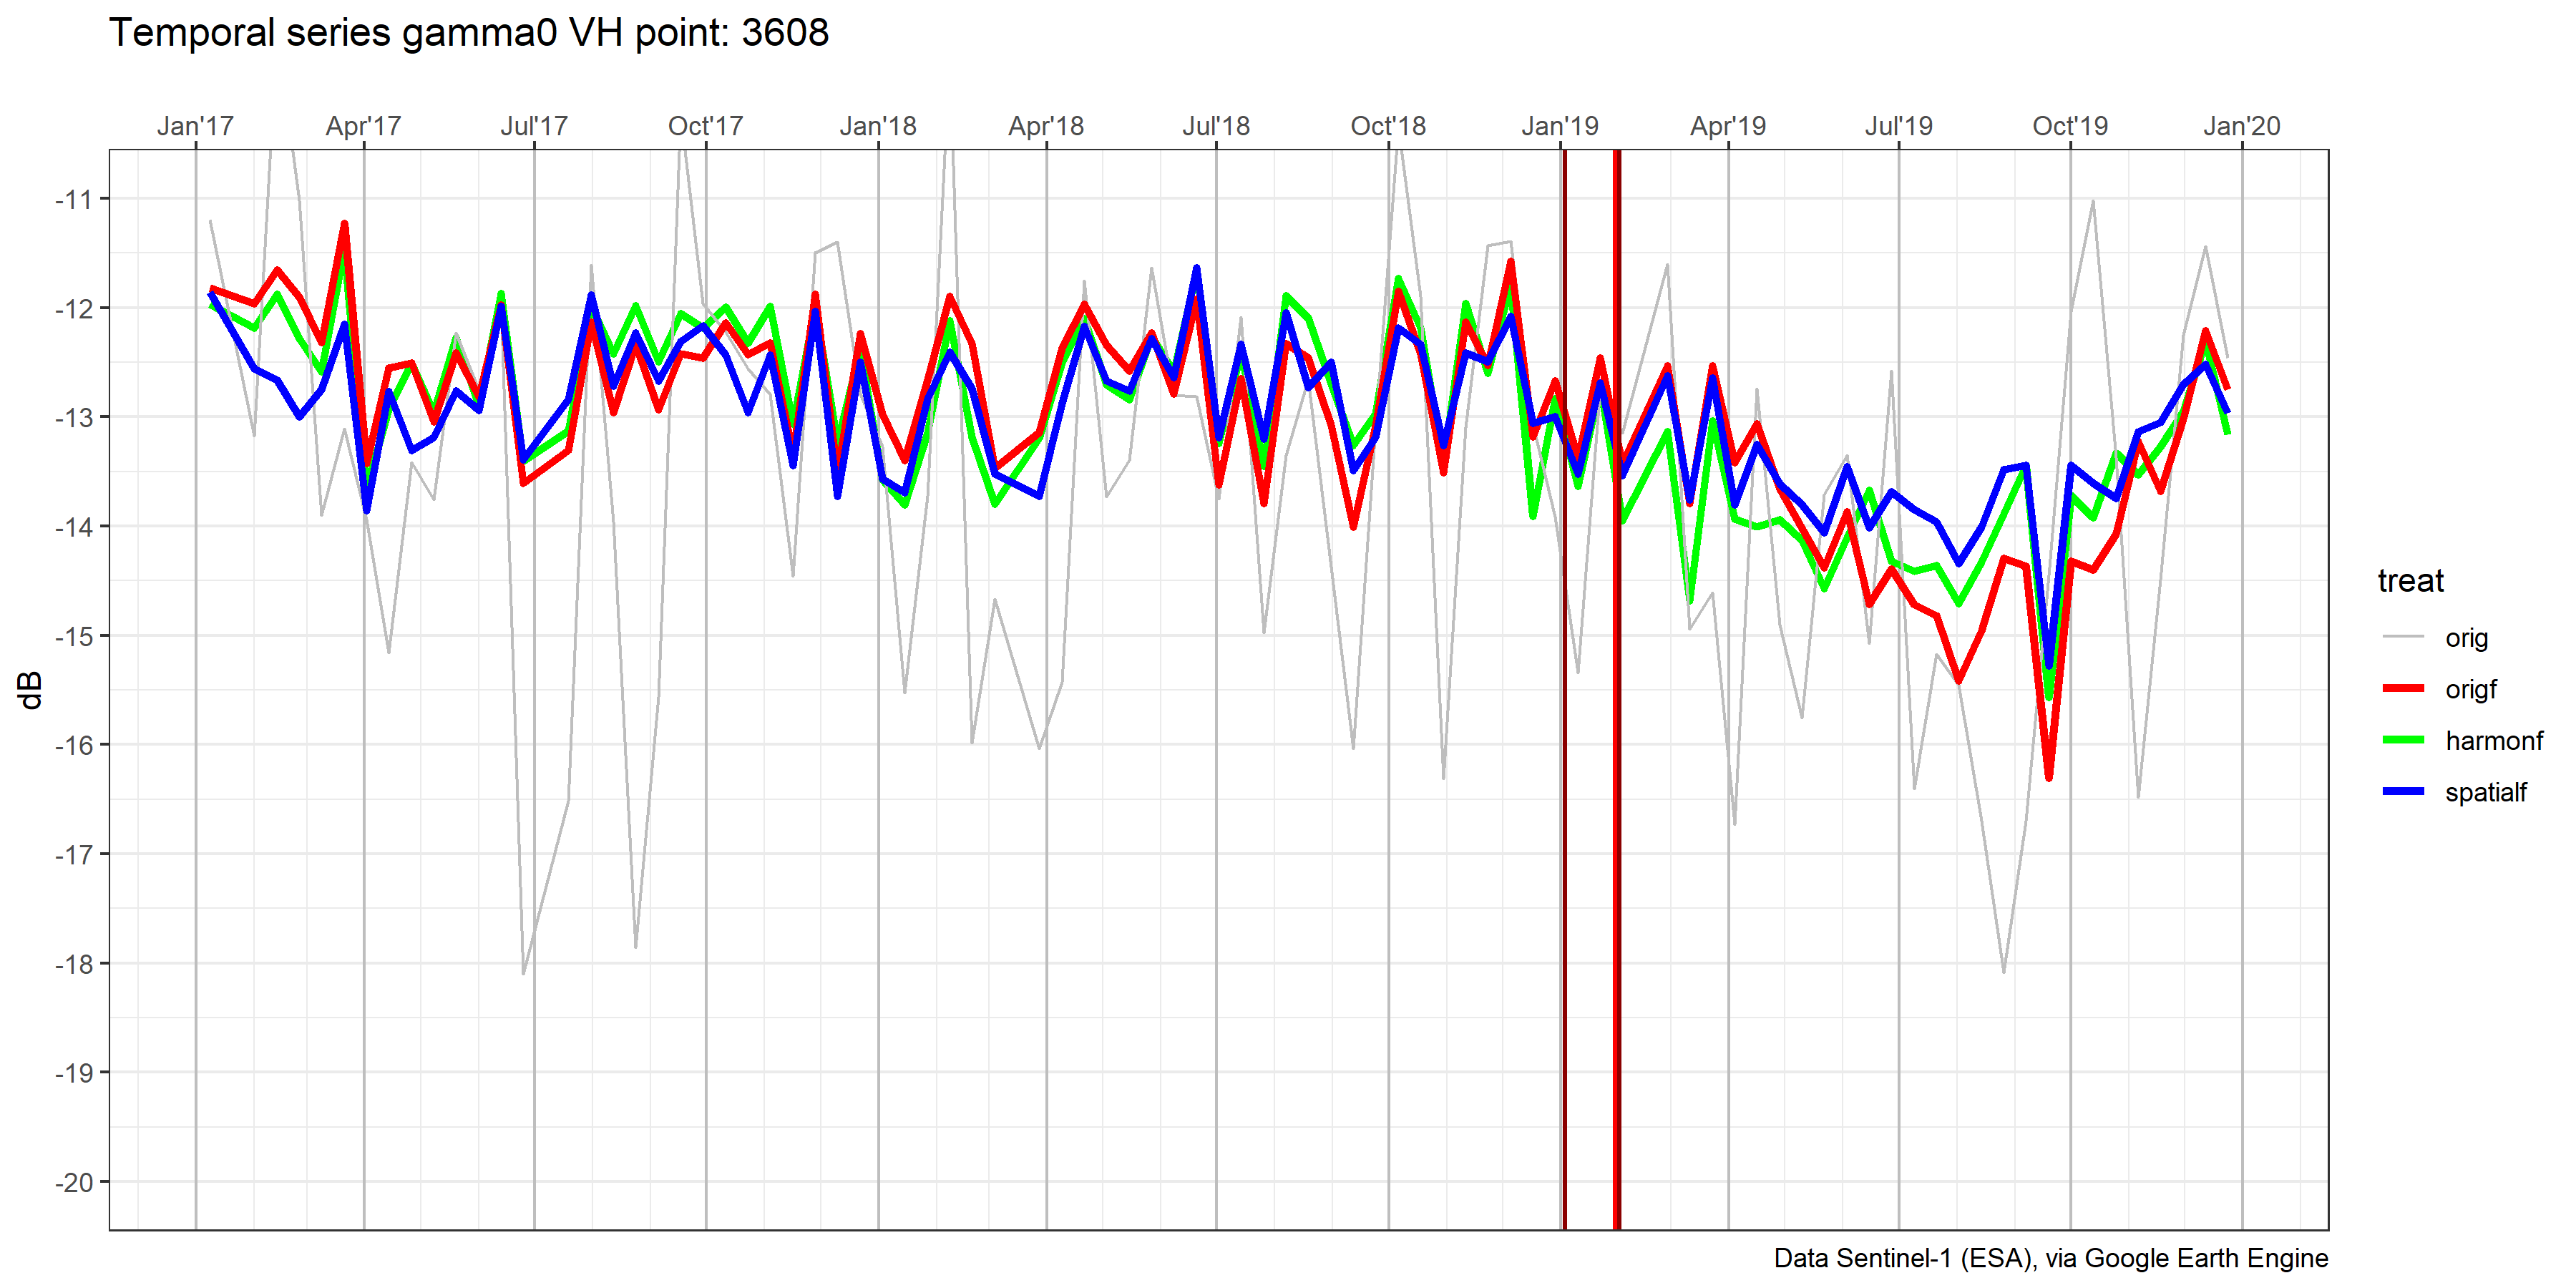 Temporal series gamma0 VH point: 3608
Jan'17 Apr'17 Jul'17 Oct'17 Jan'18 Apr'18 Jul'18 Oct'18 Jan'19 Apr'19 Jul'19 Oct'19 Jan'20
-11
-12
-13
-14
-15
-16
-17
-18
-19
-20
dB
treat
orig
origf
harmonf
spatialf
Data Sentinel-1 (ESA), via Google Earth Engine